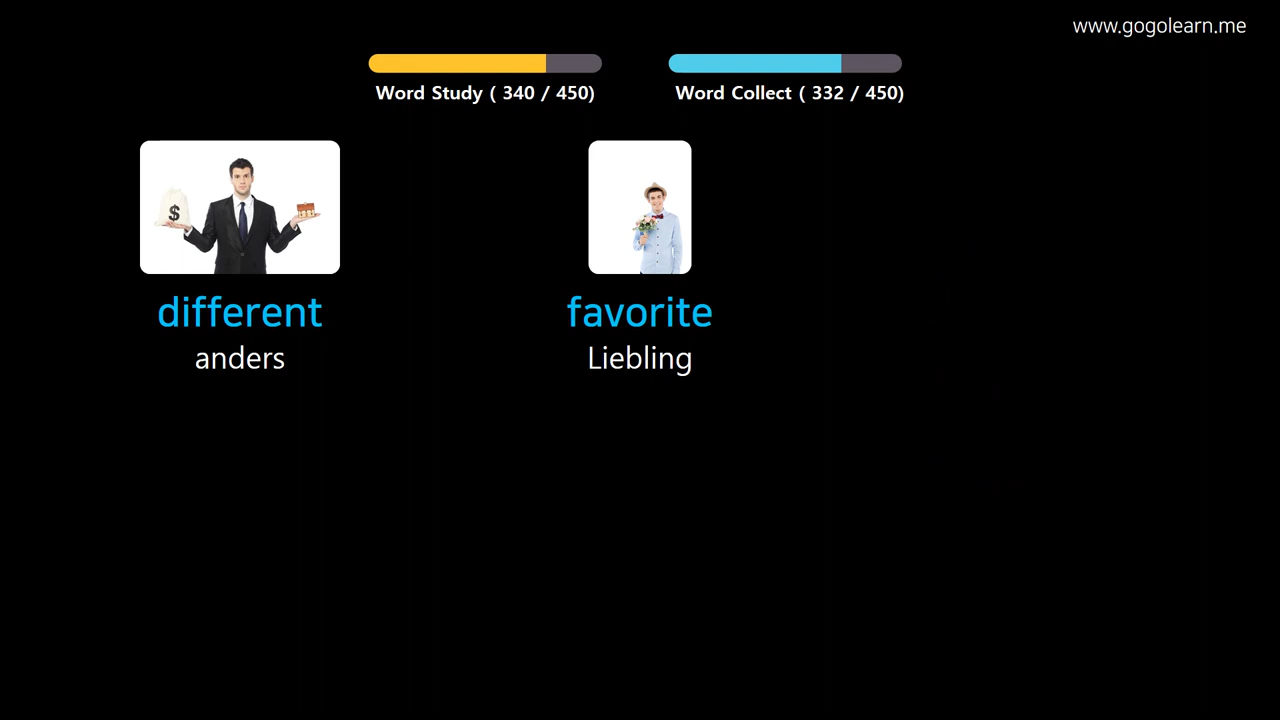 www.gogolearn.me
Word Study ( 340 / 450)
Word Collect ( 332 / 450)
$
different
favorite
anders
Liebling